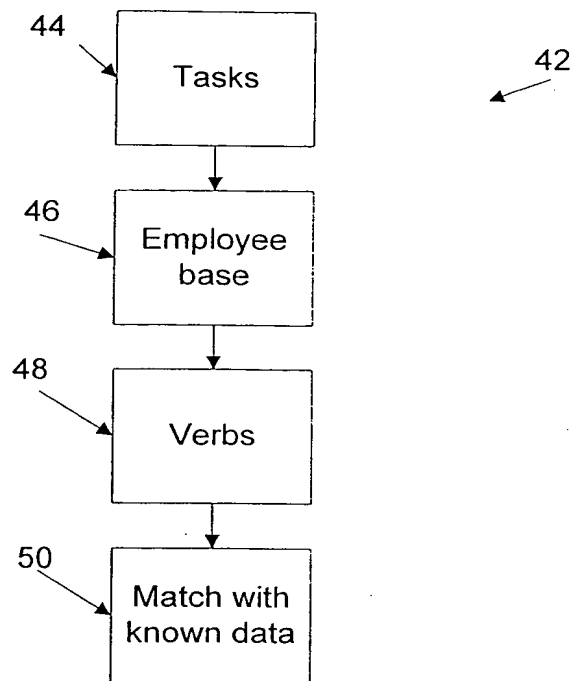 44
Tasks
42
46
Employee
base
48
Verbs
50
Match with
known data